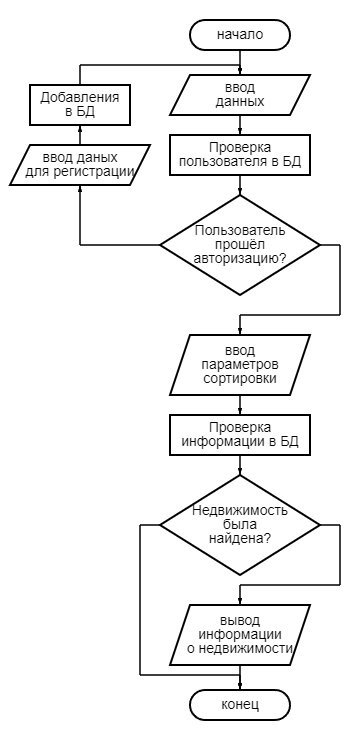 начало
ввод
данных
Добавления
в БД
Проверка
пользователя в БД
ввод даных
для регистрации
Пользователь
прошёл
авторизацию?
ввод
параметров
сортировки
Проверка
информации в БД
Недвижимость
была
найдена?
вывод
информации
о недвижимости
конец